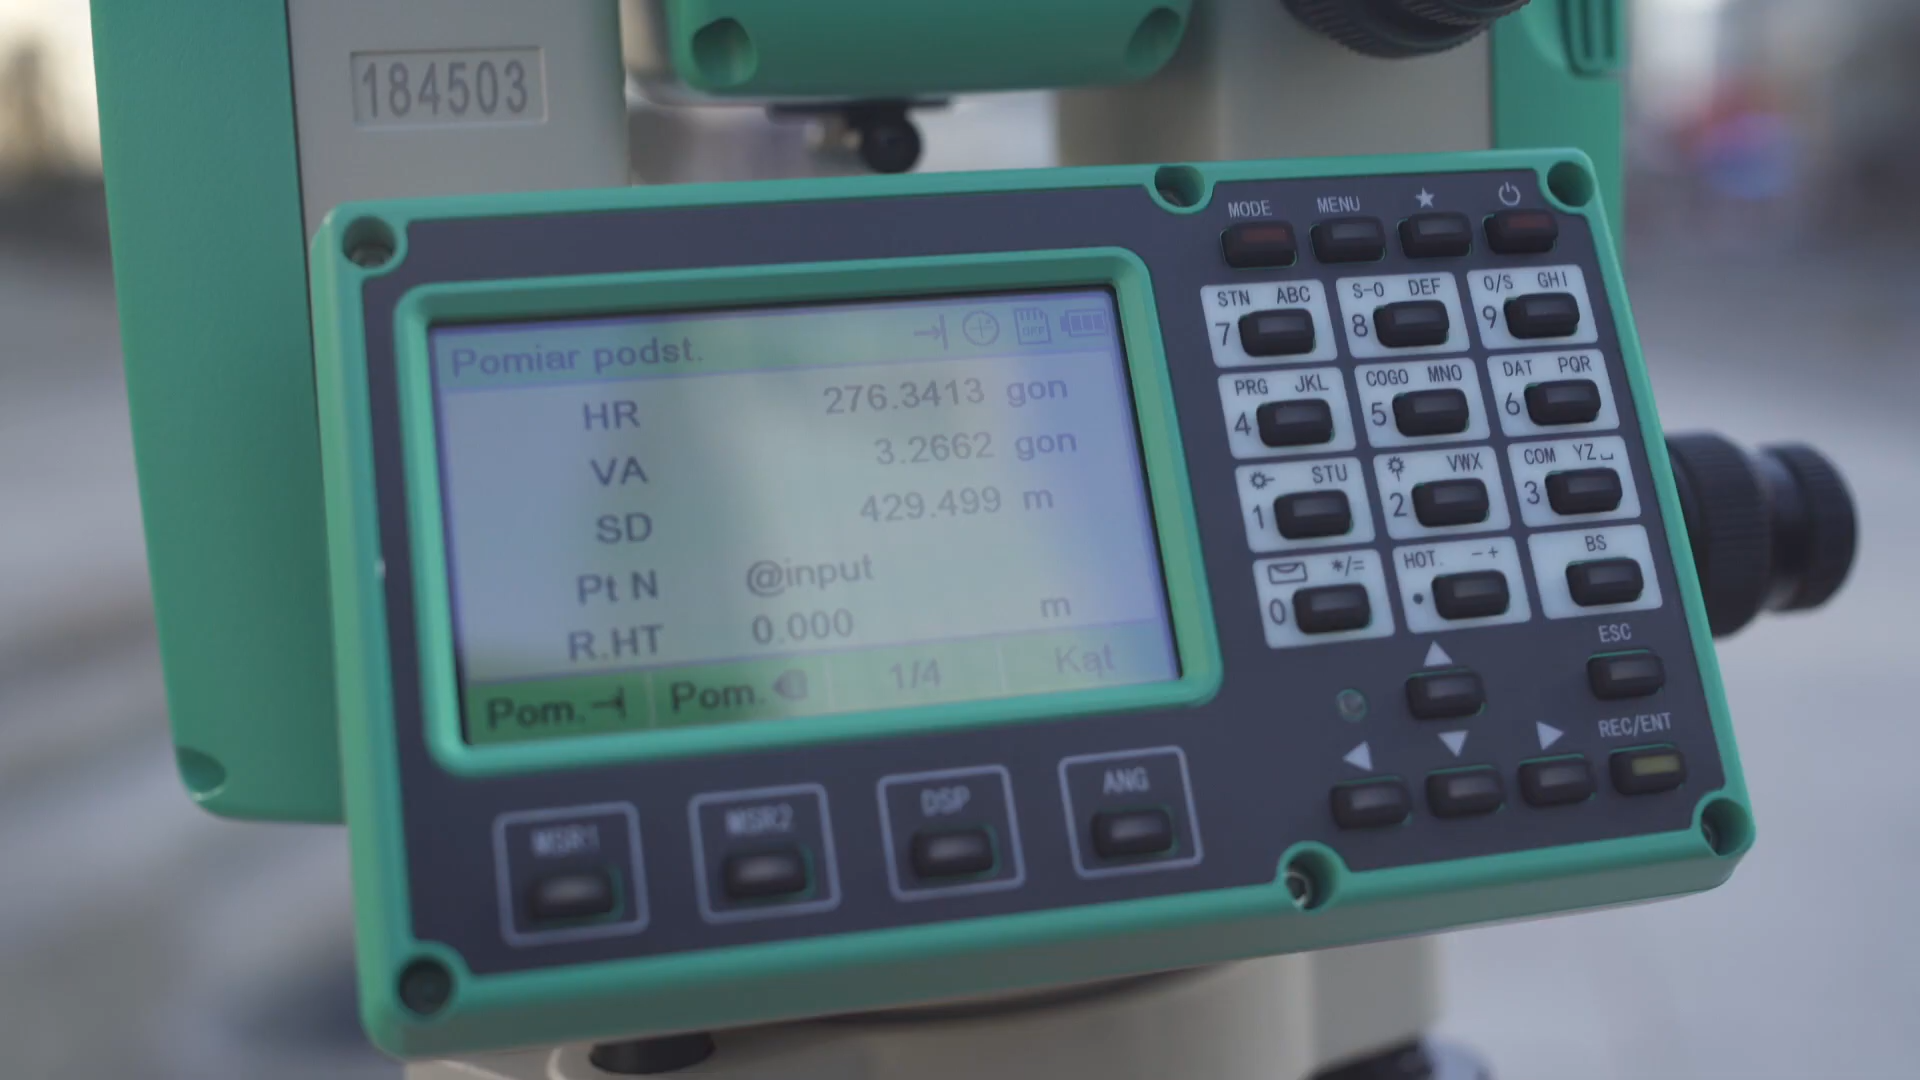 184503
Pomiar podst.
HR 276.3413 gon
VA 3.2662 gon
SD 429.499 m
Pt N @input
R.HT 0.000 m
Pom. Pom. 1/4 Kąt
MSR1 MSR2 DSP ANG
MODE MENU
STN ABC S-O DEF O/S GHI
7 8 9
PRG JKL COGO MNO DAT PQR
4 5 6
STU VWX COM YZ
1 2 3
*/= HOT. -+ BS
0 .
ESC
REC/ENT